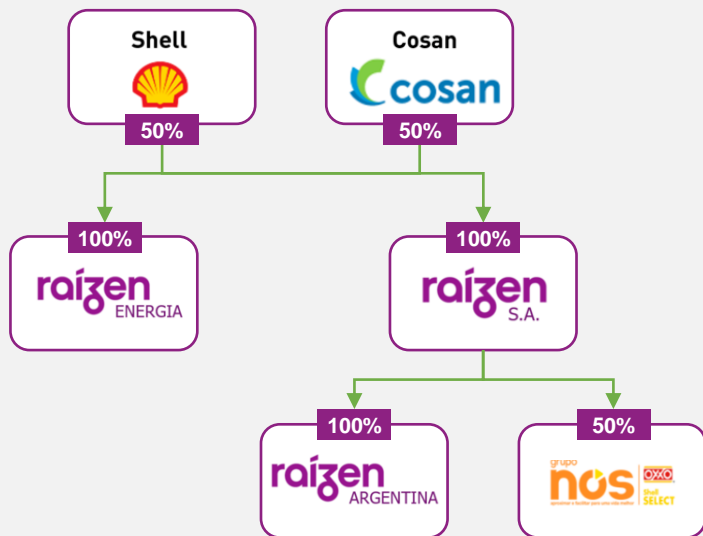 Shell
Cosan
cosan
50%
50%
100%
100%
raízen
ENERGIA
raízen
S.A.
100%
50%
raízen
ARGENTINA
grupo
nós
OXXO
Shell
SELECT